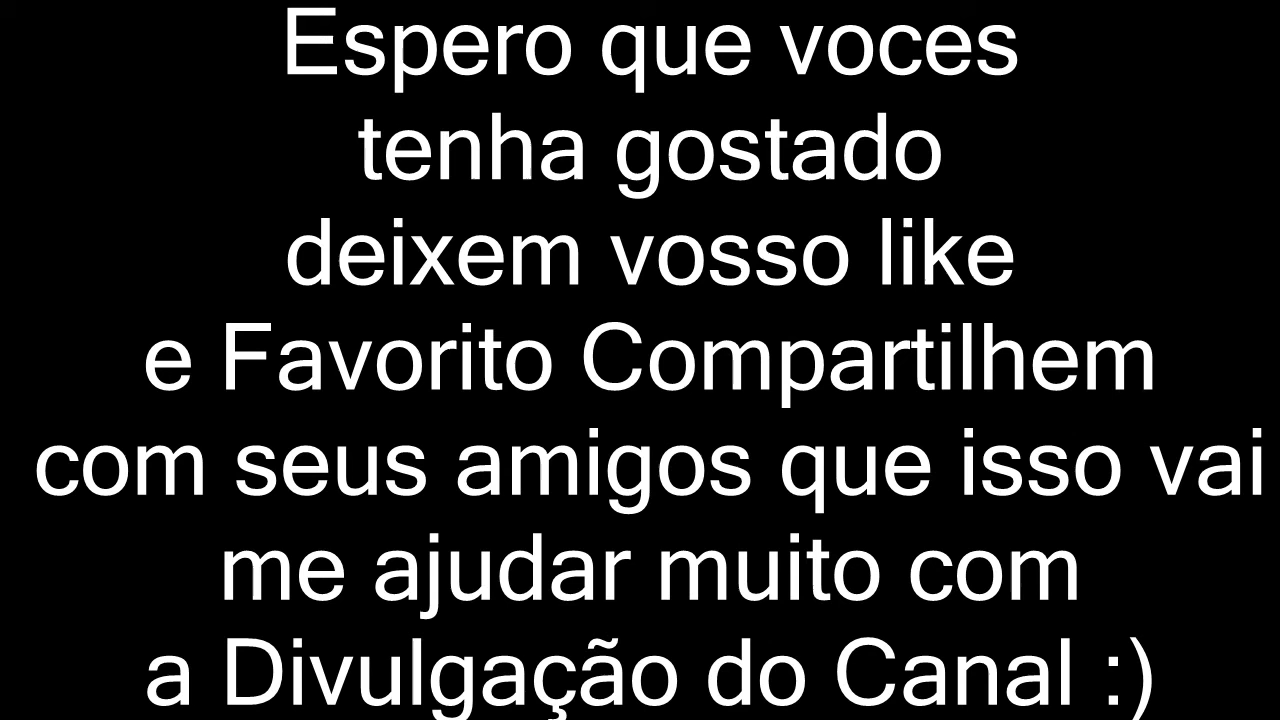 Espero que voces
tenha gostado
deixem vosso like
e Favorito Compartilhem
com seus amigos que isso vai
me ajudar muito com
a Divulgação do Canal :)